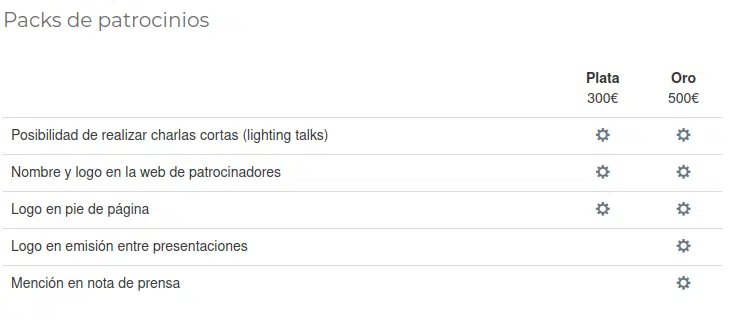 Packs de patrocinios
Plata Oro
300€ 500€
Posibilidad de realizar charlas cortas (lighting talks)
Nombre y logo en la web de patrocinadores
Logo en pie de página
Logo en emisión entre presentaciones
Mención en nota de prensa